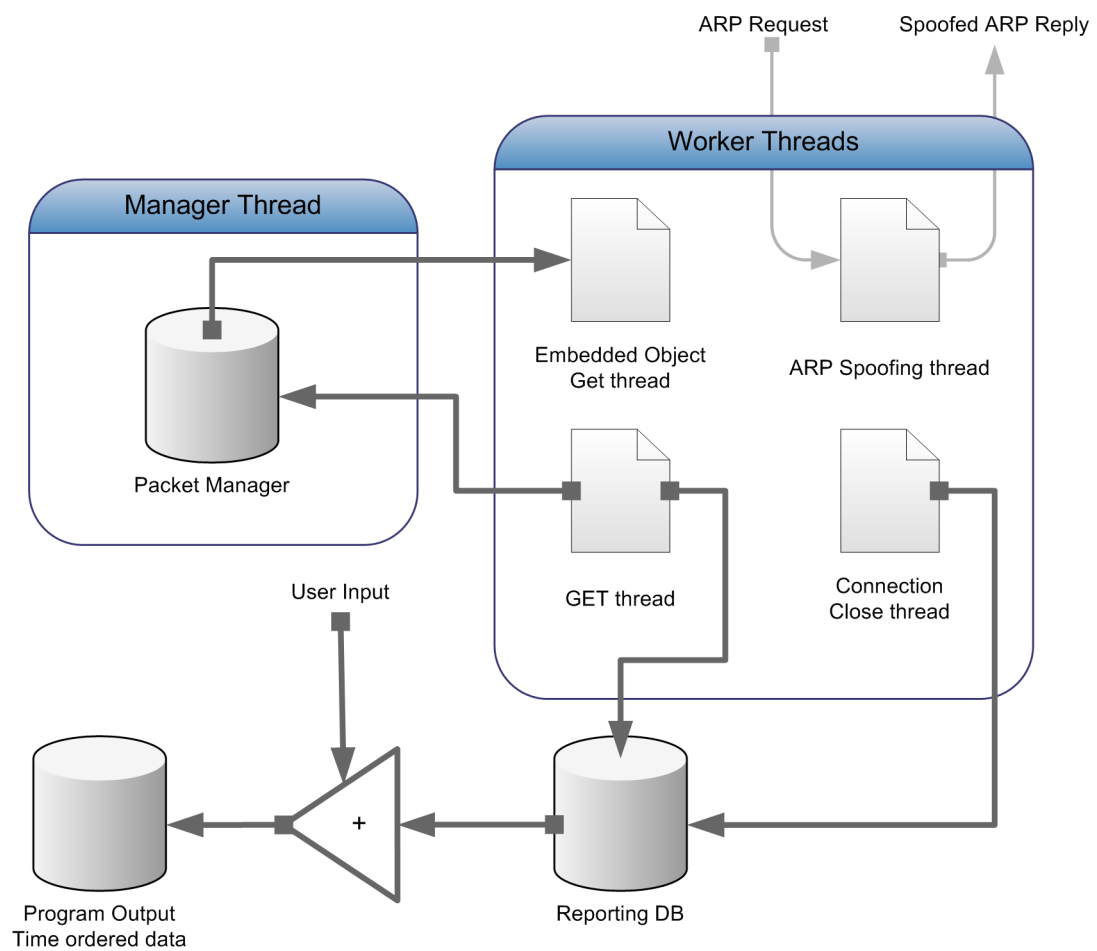 ARP Request
Spoofed ARP Reply
Worker Threads
Manager Thread
Embedded Object
Get thread
ARP Spoofing thread
Packet Manager
GET thread
Connection
Close thread
User Input
+
Program Output
Time ordered data
Reporting DB